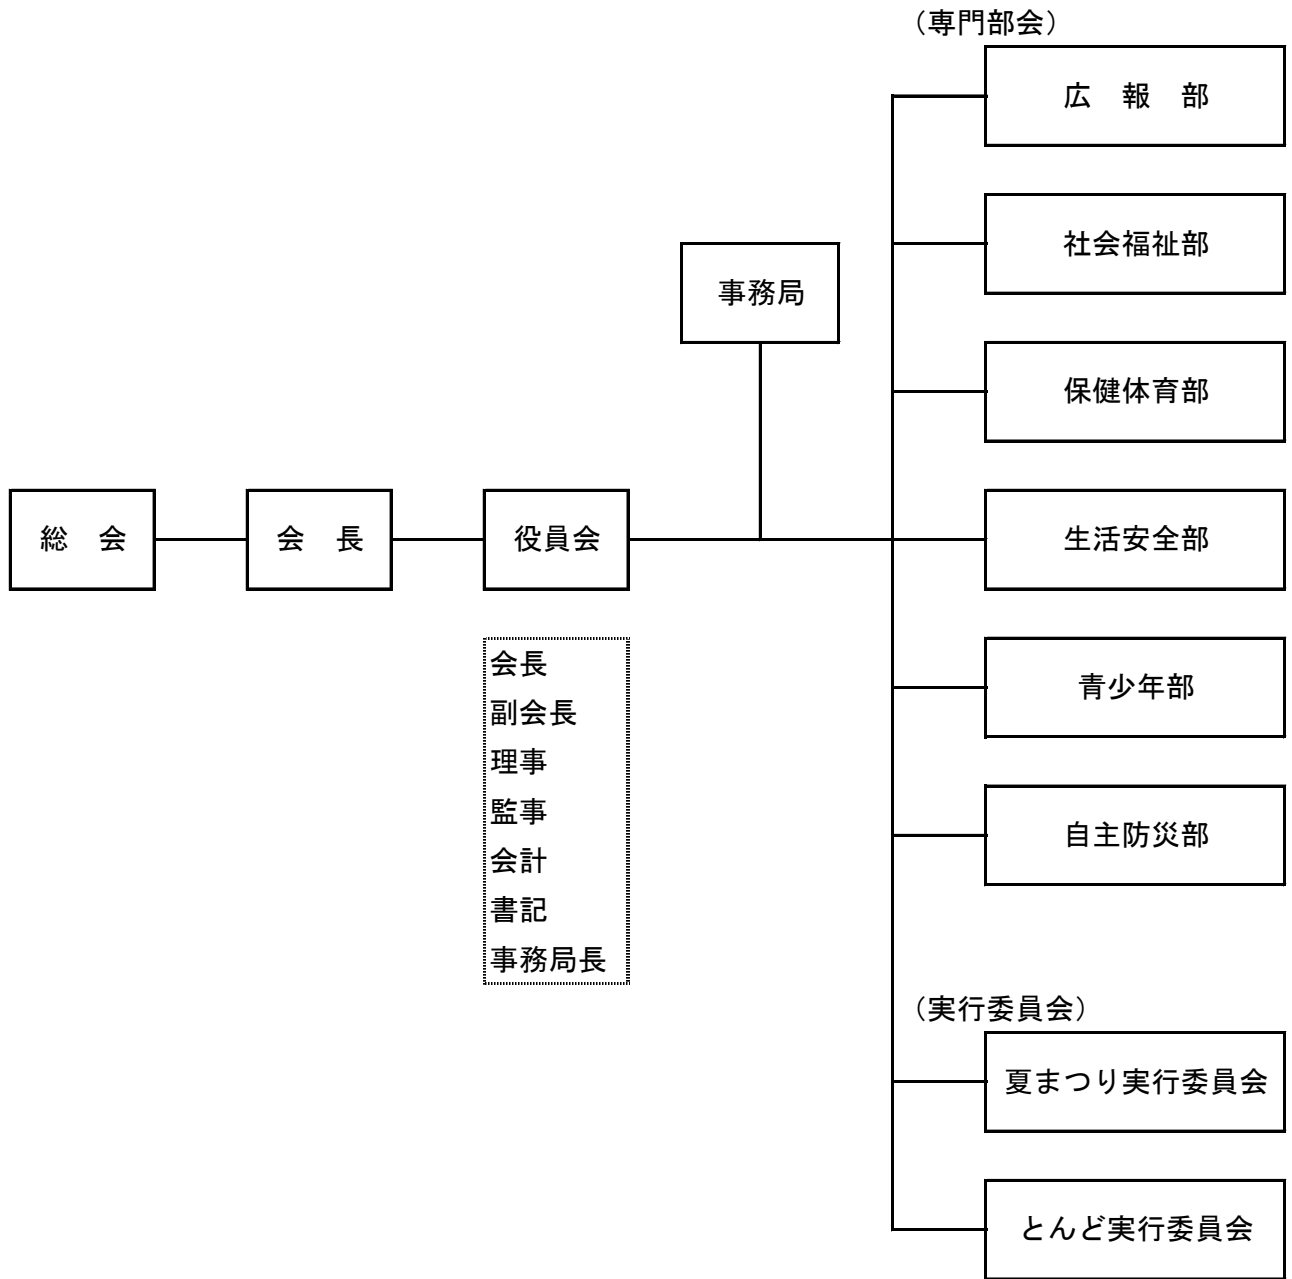 （専門部会）
広　報　部
社会福祉部
事務局
保健体育部
総　会
会　長
役員会
生活安全部
会長
副会長
理事
監事
会計
書記
事務局長
青少年部
自主防災部
（実行委員会）
夏まつり実行委員会
とんど実行委員会